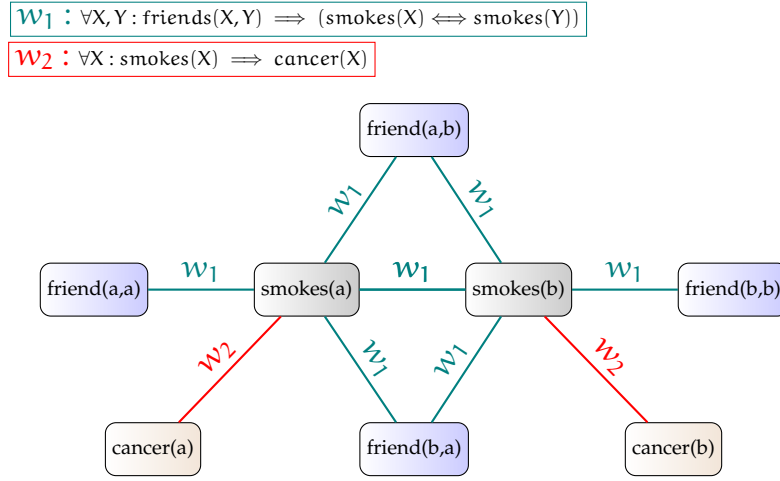 w₁ : ∀X, Y : friends(X, Y) ⟹ (smokes(X) ⟺ smokes(Y))
w₂ : ∀X : smokes(X) ⟹ cancer(X)
friend(a,b)
w₁ w₁
w₁ w₁ w₁
friend(a,a) smokes(a) smokes(b) friend(b,b)
w₂ w₁ w₁ w₂
cancer(a) friend(b,a) cancer(b)